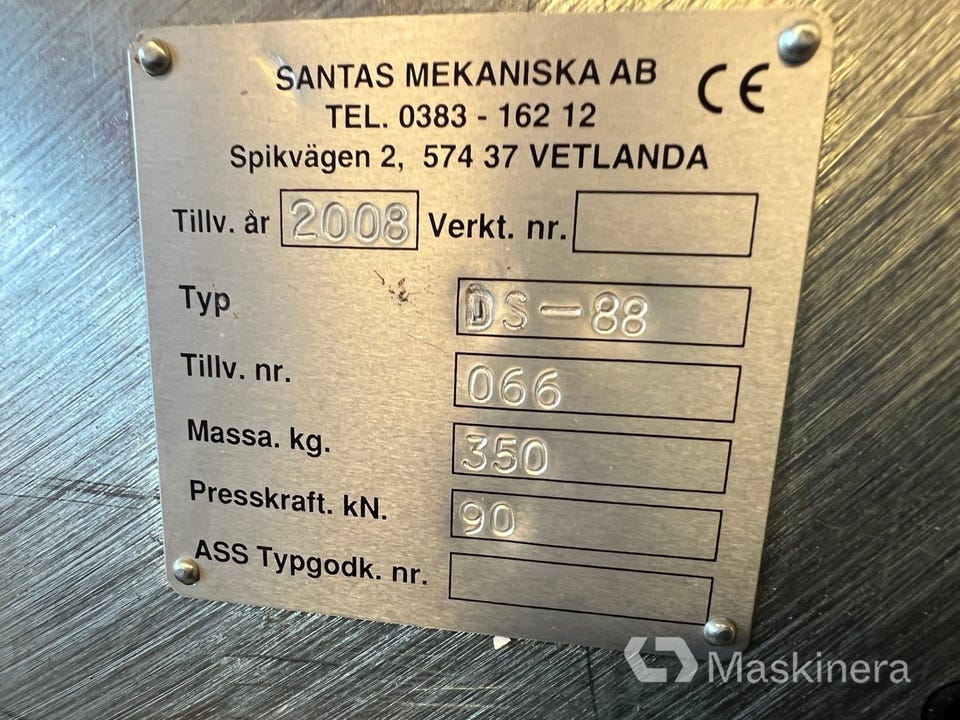 SANTAS MEKANISKA AB CE
TEL. 0383 - 162 12
Spikvägen 2, 574 37 VETLANDA
Tillv. år 2008 Verkt. nr.
Typ DS-88
Tillv. nr. 066
Massa. kg. 350
Presskraft. kN. 90
ASS Typgodk. nr.
Maskinera